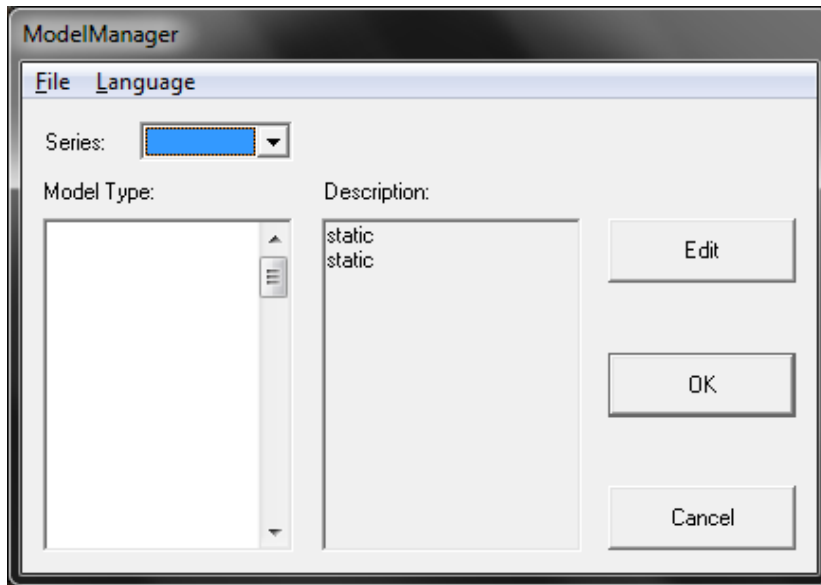 ModelManager
File Language
Series:
Model Type:
Description:
static
static
Edit
OK
Cancel